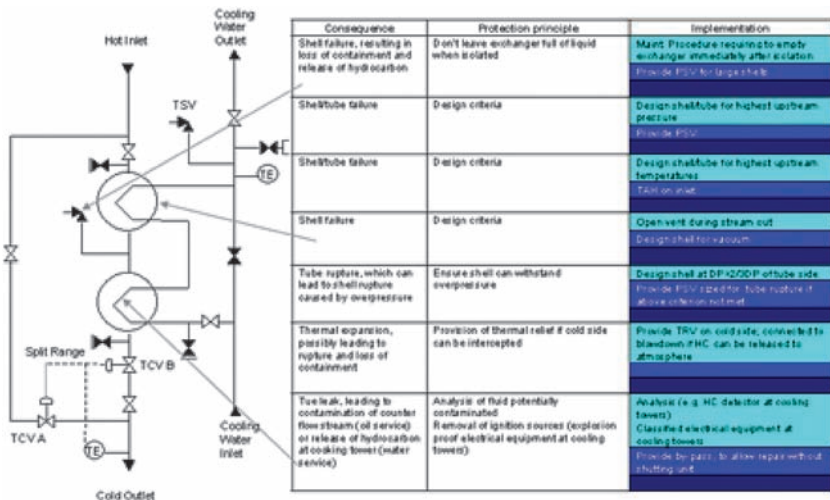 Cooling
Water
Outlet
Hot Inlet
TSV
TE
Split Range
TCV B
TCV A
TE
Cooling
Water
Inlet
Cold Outlet
Consequence
Protection principle
Implementation
Shell failure, resulting in
loss of containment and
release of hydrocarbon
Don't leave exchanger full of liquid
when isolated
Maint. Procedure requiring to empty
exchanger immediately after isolation
Provide PSV for large shells
Shell/tube failure
Design criteria
Design shell/tube for highest upstream
pressure
Provide PSV
Shell/tube failure
Design criteria
Design shell/tube for highest upstream
temperatures
TAH on inlet
Shell failure
Design criteria
Open vent during steam out
Design shell for vacuum
Tube rupture, which can
lead to shell rupture
caused by overpressure
Ensure shell can withstand
overpressure
Design shell at DP>2/3DP of tube side
Provide PSV sized for tube rupture if
above criterion not met
Thermal expansion,
possibly leading to
rupture and loss of
containment
Provision of thermal relief if cold side
can be intercepted
Provide TRV on cold side, connected to
blowdown if HC can be released to
atmosphere
Tue leak, leading to
contamination of counter
flow stream (oil service)
or release of hydrocarbon
at cooking tower (water
service)
Analysis of fluid potentially
contaminated
Removal of ignition sources (explosion
proof electrical equipment at cooling
towers)
Analysis (e.g. HC detector at cooling
towers)
Classified electrical equipment at
cooling towers
Provide by-pass, to allow repair without
shutting unit